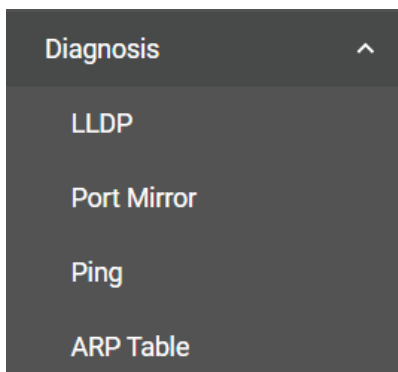 Diagnosis
LLDP
Port Mirror
Ping
ARP Table